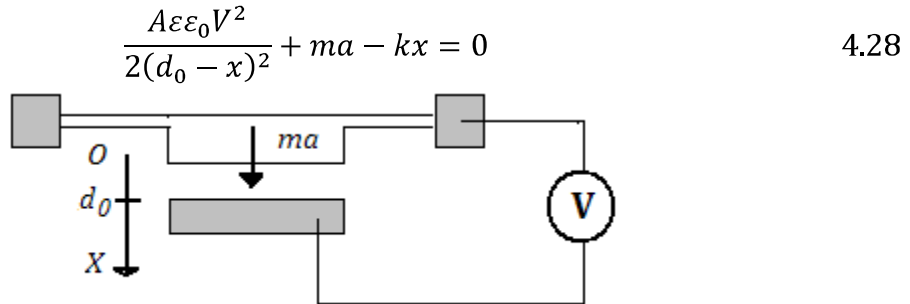 Aεε₀V²/2(d₀ − x)² + ma − kx = 0 4.28
O
ma
d₀
V
X